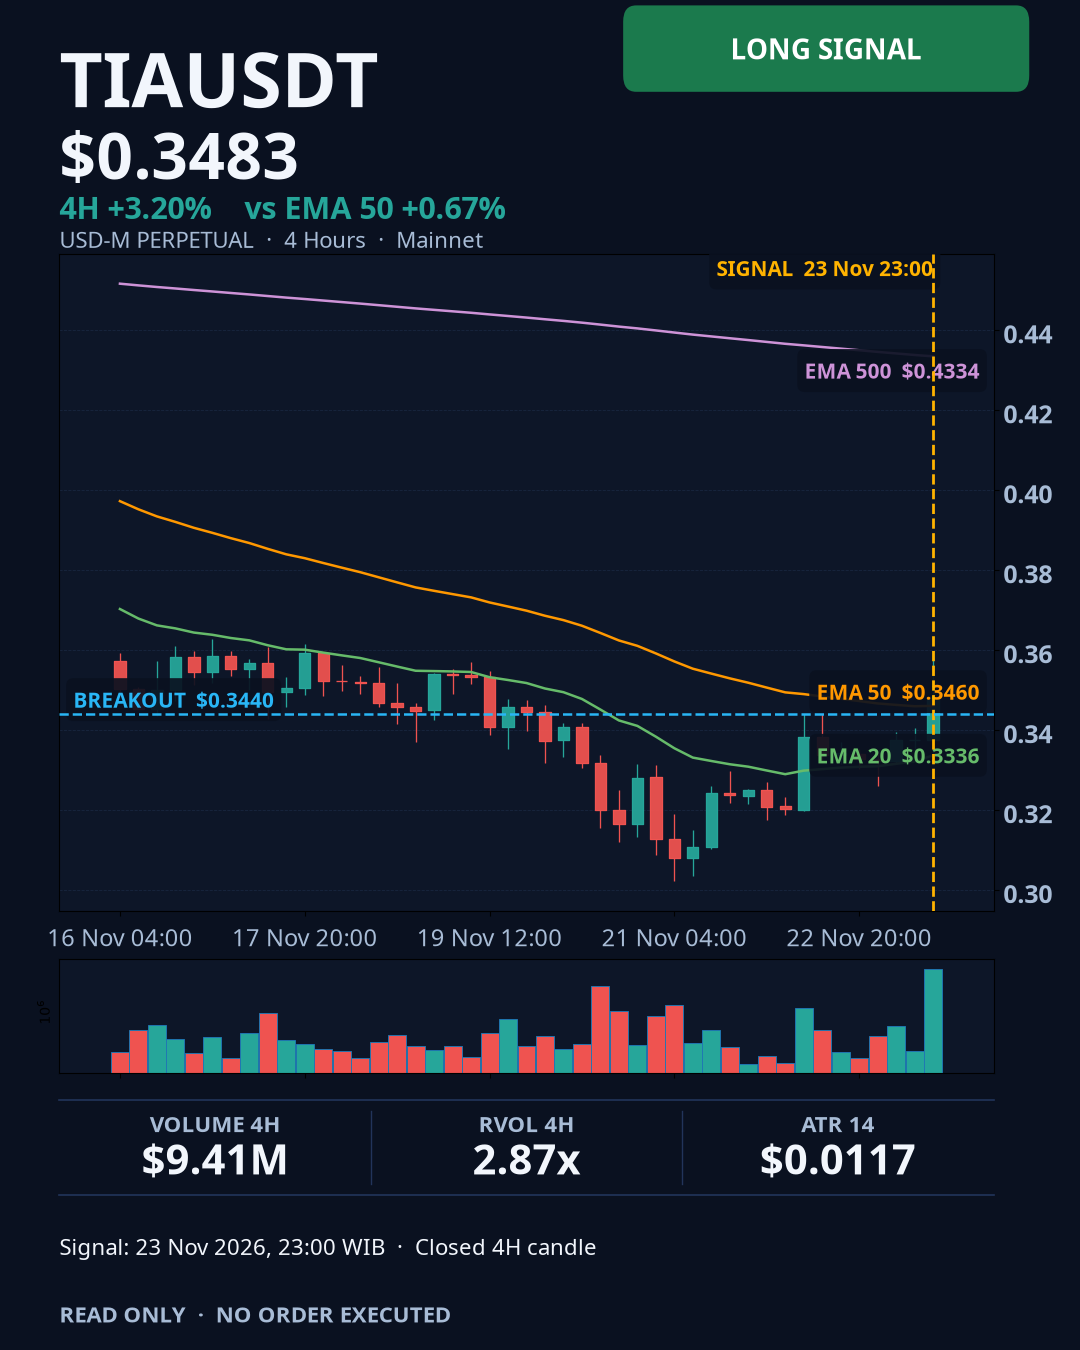 LONG SIGNAL
TIAUSDT
$0.3483
4H +3.20% vs EMA 50 +0.67%
USD-M PERPETUAL · 4 Hours · Mainnet
SIGNAL 23 Nov 23:00
0.44
EMA 500 $0.4334
0.42
0.40
0.38
0.36
EMA 50 $0.3460
BREAKOUT $0.3440
0.34
EMA 20 $0.3336
0.32
0.30
16 Nov 04:00 17 Nov 20:00 19 Nov 12:00 21 Nov 04:00 22 Nov 20:00
10⁶
VOLUME 4H RVOL 4H ATR 14
$9.41M 2.87x $0.0117
Signal: 23 Nov 2026, 23:00 WIB · Closed 4H candle
READ ONLY · NO ORDER EXECUTED